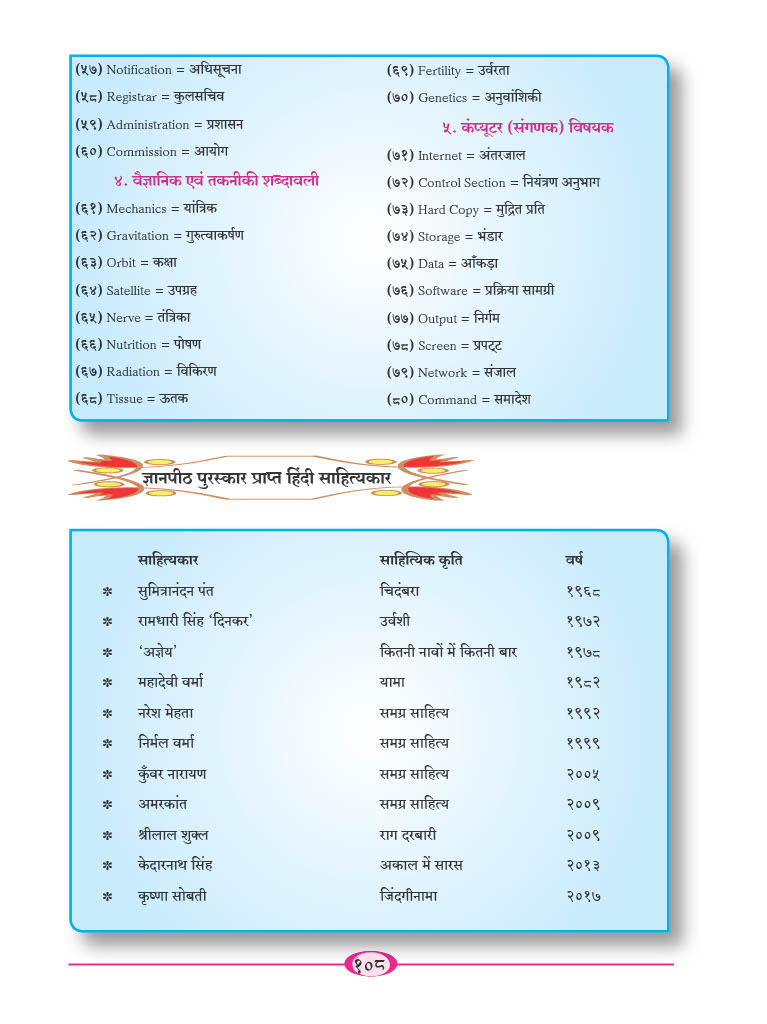 (५७) Notification = अधिसूचना
(५८) Registrar = कुलसचिव
(५९) Administration = प्रशासन
(६०) Commission = आयोग
४. वैज्ञानिक एवं तकनीकी शब्दावली
(६१) Mechanics = यांत्रिक
(६२) Gravitation = गुरुत्वाकर्षण
(६३) Orbit = कक्षा
(६४) Satellite = उपग्रह
(६५) Nerve = तंत्रिका
(६६) Nutrition = पोषण
(६७) Radiation = विकिरण
(६८) Tissue = ऊतक
(६९) Fertility = उर्वरता
(७०) Genetics = अनुवांशिकी
५. कंप्यूटर (संगणक) विषयक
(७१) Internet = अंतरजाल
(७२) Control Section = नियंत्रण अनुभाग
(७३) Hard Copy = मुद्रित प्रति
(७४) Storage = भंडार
(७५) Data = आँकड़ा
(७६) Software = प्रक्रिया सामग्री
(७७) Output = निर्गम
(७८) Screen = प्रपट्ट
(७९) Network = संजाल
(८०) Command = समादेश
ज्ञानपीठ पुरस्कार प्राप्त हिंदी साहित्यकार
साहित्यकार साहित्यिक कृति वर्ष
✽ सुमित्रानंदन पंत चिदंबरा १९६८
✽ रामधारी सिंह ‘दिनकर’ उर्वशी १९७२
✽ ‘अज्ञेय’ कितनी नावों में कितनी बार १९७८
✽ महादेवी वर्मा यामा १९८२
✽ नरेश मेहता समग्र साहित्य १९९२
✽ निर्मल वर्मा समग्र साहित्य १९९९
✽ कुँवर नारायण समग्र साहित्य २००५
✽ अमरकांत समग्र साहित्य २००९
✽ श्रीलाल शुक्ल राग दरबारी २००९
✽ केदारनाथ सिंह अकाल में सारस २०१३
✽ कृष्णा सोबती जिंदगीनामा २०१७
१०८